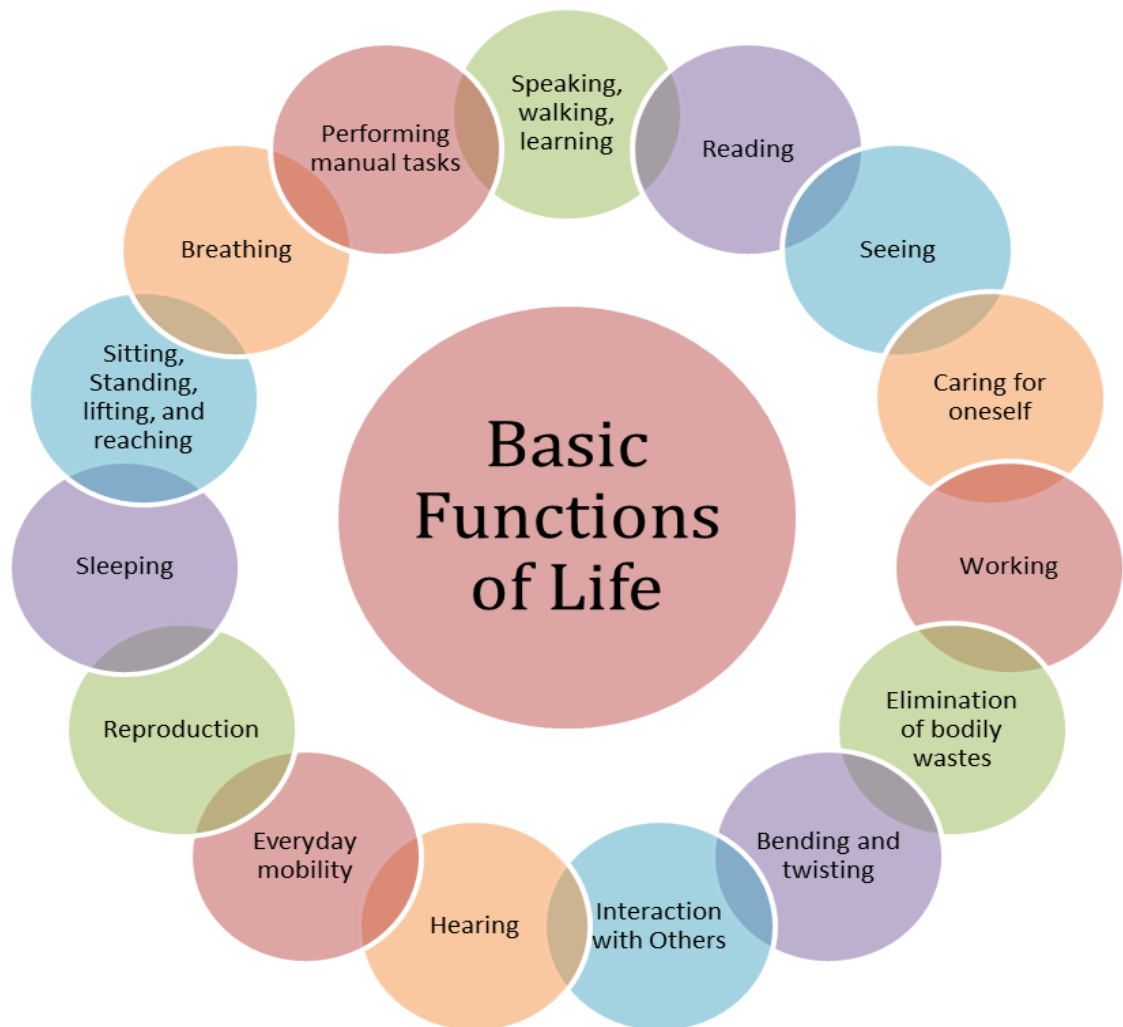 Speaking,
walking,
learning
Reading
Seeing
Caring for
oneself
Working
Elimination
of bodily
wastes
Bending and
twisting
Interaction
with Others
Hearing
Everyday
mobility
Reproduction
Sleeping
Sitting,
Standing,
lifting, and
reaching
Breathing
Performing
manual tasks
Basic
Functions
of Life